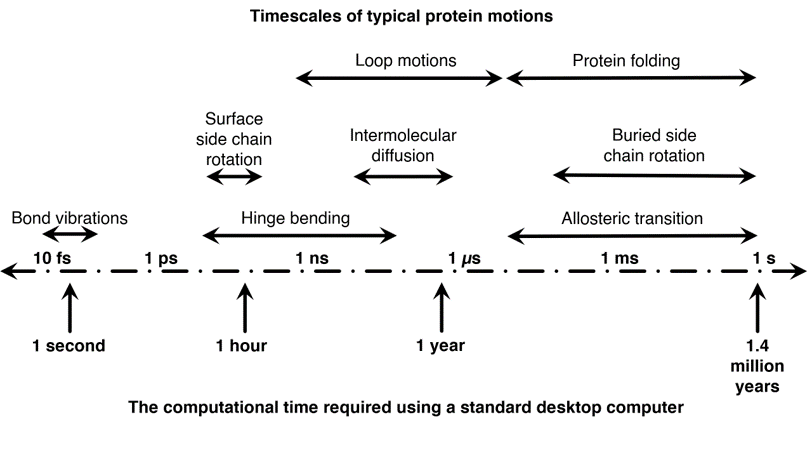 Timescales of typical protein motions
Loop motions
Protein folding
Surface
side chain
rotation
Intermolecular
diffusion
Buried side
chain rotation
Bond vibrations
Hinge bending
Allosteric transition
10 fs
1 ps
1 ns
1 µs
1 ms
1 s
1 second
1 hour
1 year
1.4
million
years
The computational time required using a standard desktop computer